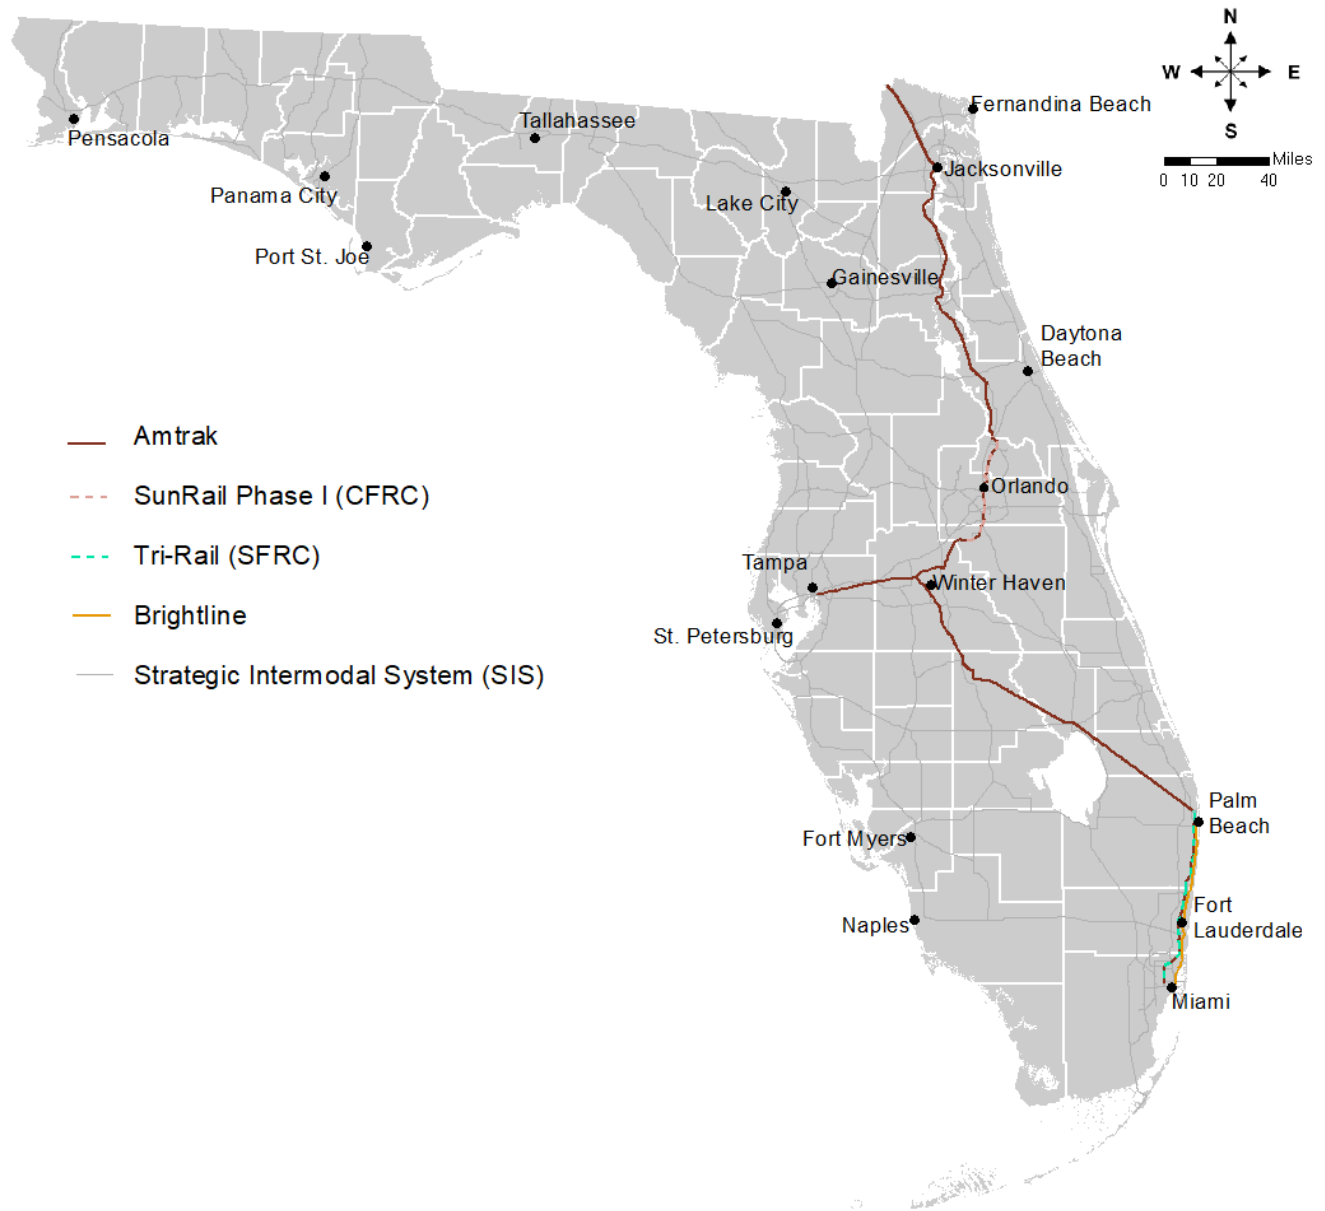 N
W
E
S
Miles
0 10 20 40
Fernandina Beach
Pensacola
Tallahassee
Jacksonville
Panama City
Lake City
Port St. Joe
Gainesville
Daytona
Beach
Amtrak
SunRail Phase I (CFRC)
Tri-Rail (SFRC)
Brightline
Strategic Intermodal System (SIS)
Orlando
Tampa
Winter Haven
St. Petersburg
Palm
Beach
Fort Myers
Fort
Lauderdale
Naples
Miami